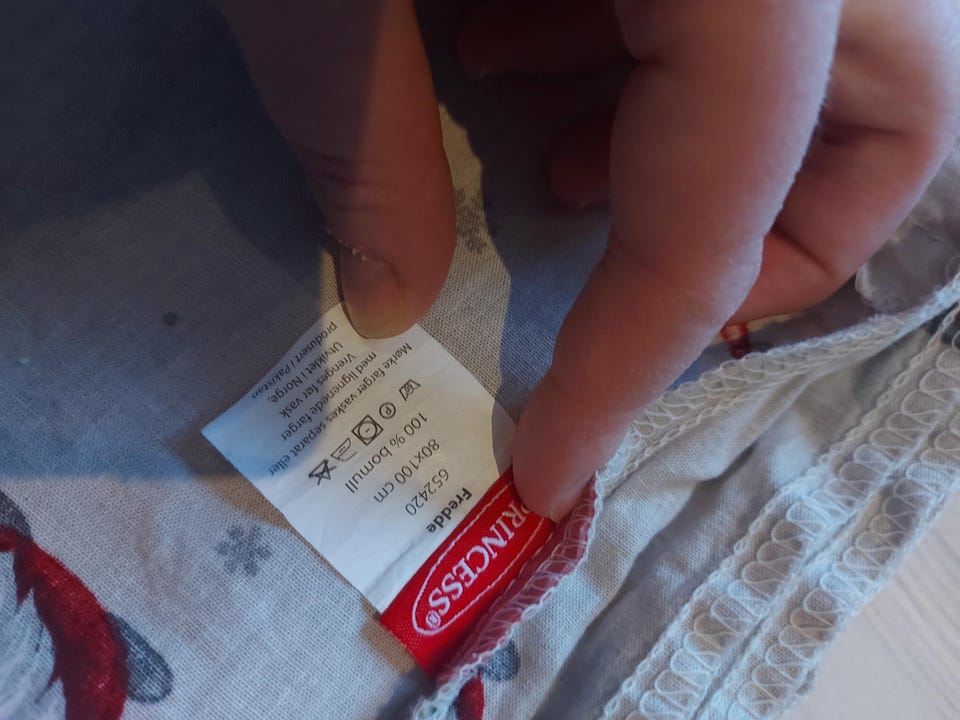 PRINCESS®
Fredde
652420
80x100 cm
100 % bomull
P
Mørke farger vaskes separat eller
med lignenede farger
Vrenges før vask
Utviklet i Norge,
produsert i Pakistan